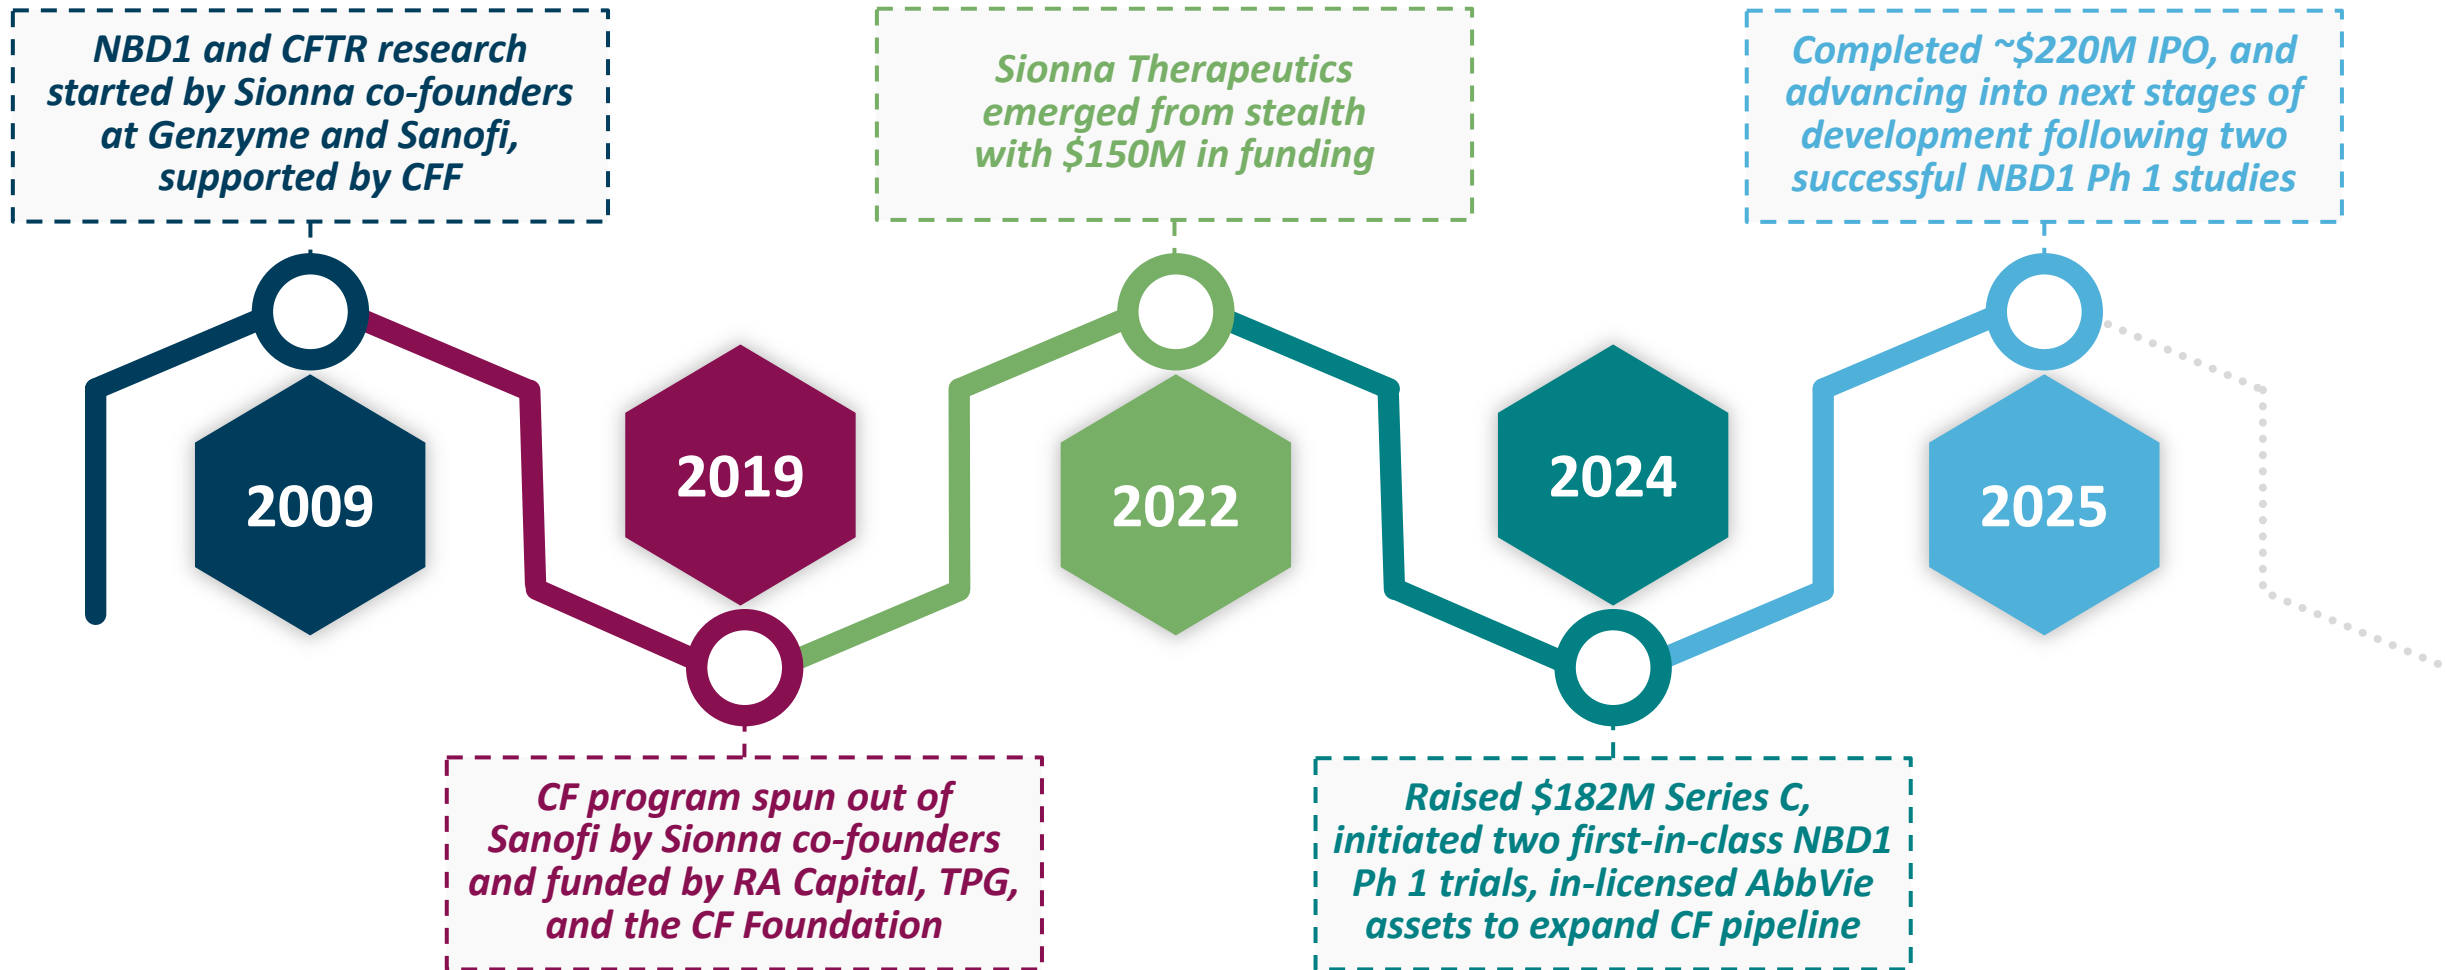 NBD1 and CFTR research
started by Sionna co-founders
at Genzyme and Sanofi,
supported by CFF
2009
2019
CF program spun out of
Sanofi by Sionna co-founders
and funded by RA Capital, TPG,
and the CF Foundation
Sionna Therapeutics
emerged from stealth
with $150M in funding
2022
2024
Raised $182M Series C,
initiated two first-in-class NBD1
Ph 1 trials, in-licensed AbbVie
assets to expand CF pipeline
Completed ~$220M IPO, and
advancing into next stages of
development following two
successful NBD1 Ph 1 studies
2025